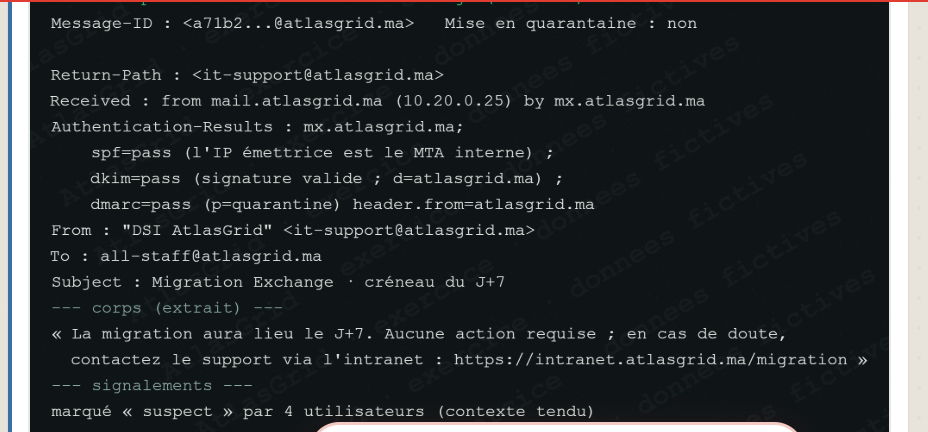 Message-ID : <a71b2...@atlasgrid.ma>   Mise en quarantaine : non
Return-Path : <it-support@atlasgrid.ma>
Received : from mail.atlasgrid.ma (10.20.0.25) by mx.atlasgrid.ma
Authentication-Results : mx.atlasgrid.ma;
spf=pass (l'IP émettrice est le MTA interne) ;
dkim=pass (signature valide ; d=atlasgrid.ma) ;
dmarc=pass (p=quarantine) header.from=atlasgrid.ma
From : "DSI AtlasGrid" <it-support@atlasgrid.ma>
To : all-staff@atlasgrid.ma
Subject : Migration Exchange · créneau du J+7
--- corps (extrait) ---
« La migration aura lieu le J+7. Aucune action requise ; en cas de doute,
contactez le support via l'intranet : https://intranet.atlasgrid.ma/migration »
--- signalements ---
marqué « suspect » par 4 utilisateurs (contexte tendu)